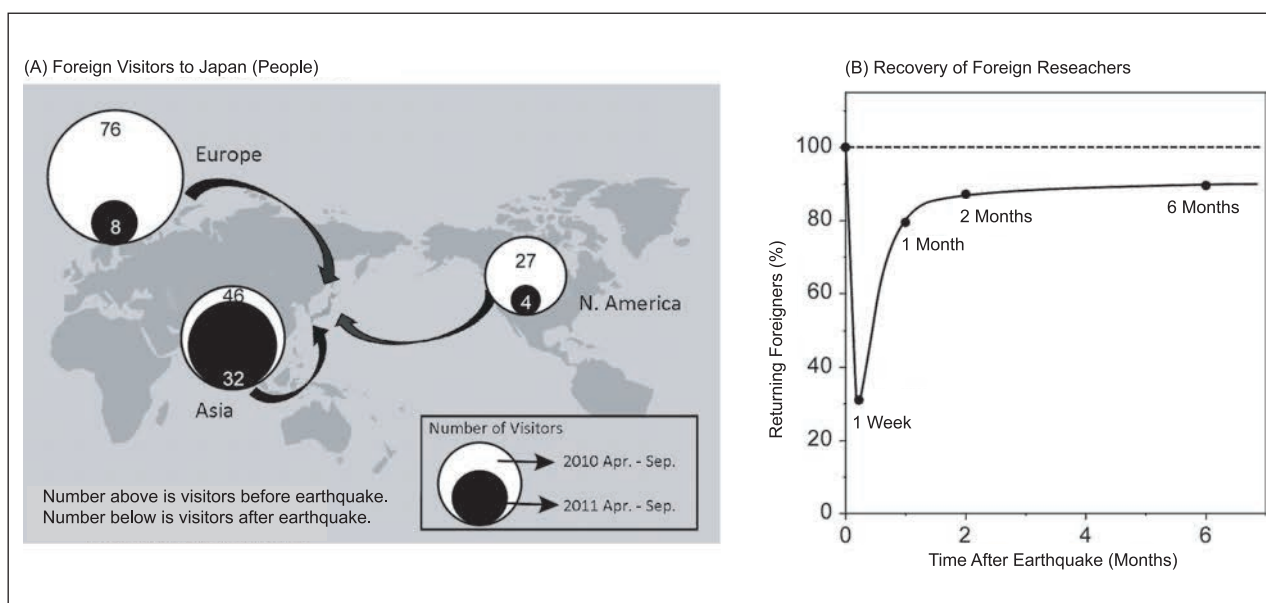 (A) Foreign Visitors to Japan (People)
76
Europe
8
27
4
N. America
46
32
Asia
Number of Visitors
2010 Apr. - Sep.
2011 Apr. - Sep.
Number above is visitors before earthquake.
Number below is visitors after earthquake.
(B) Recovery of Foreign Reseachers
100
80
60
40
20
0
Returning Foreigners (%)
1 Week
1 Month
2 Months
6 Months
0 2 4 6
Time After Earthquake (Months)